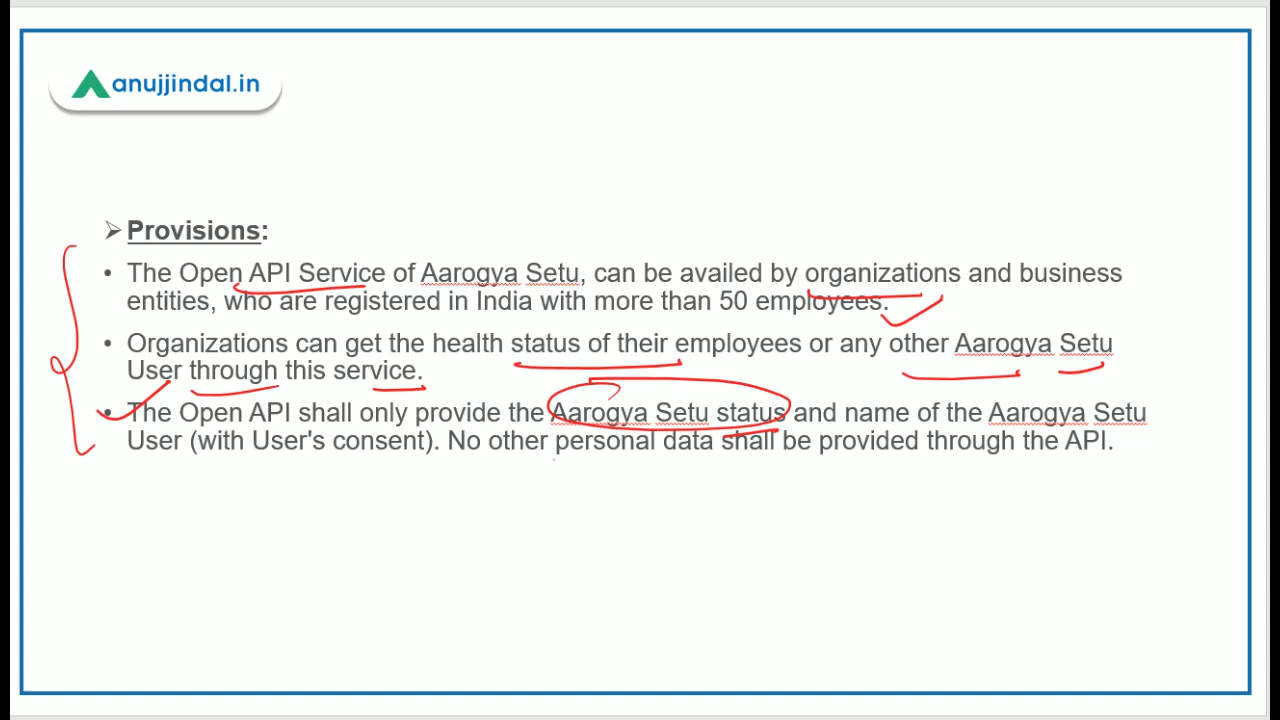 anujjindal.in
➢ Provisions:
• The Open API Service of Aarogya Setu, can be availed by organizations and business
entities, who are registered in India with more than 50 employees.
• Organizations can get the health status of their employees or any other Aarogya Setu
User through this service.
• The Open API shall only provide the Aarogya Setu status and name of the Aarogya Setu
User (with User's consent). No other personal data shall be provided through the API.